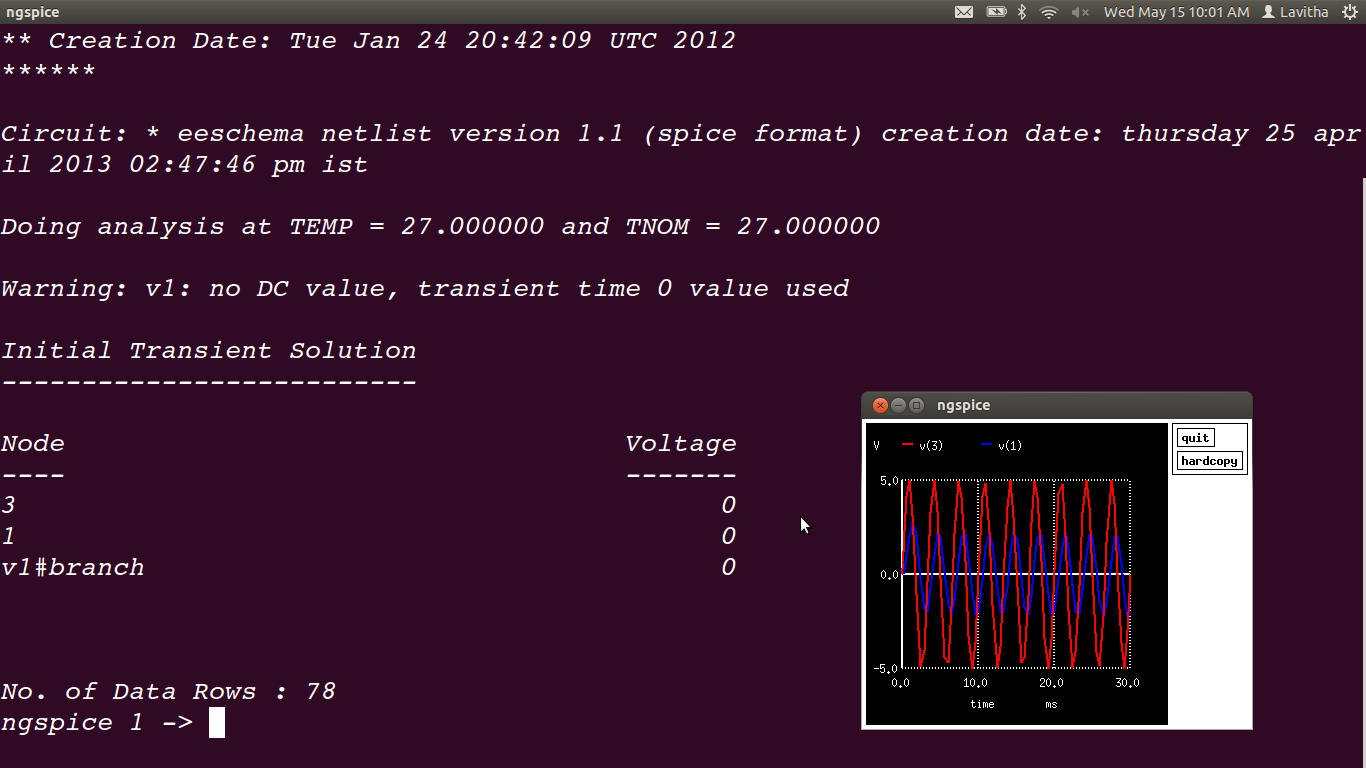 ngspice
Wed May 15 10:01 AM Lavitha
** Creation Date: Tue Jan 24 20:42:09 UTC 2012
******
Circuit: * eeschema netlist version 1.1 (spice format) creation date: thursday 25 apr
il 2013 02:47:46 pm ist
Doing analysis at TEMP = 27.000000 and TNOM = 27.000000
Warning: v1: no DC value, transient time 0 value used
Initial Transient Solution
--------------------------
Node Voltage
---- -------
3 0
1 0
v1#branch 0
No. of Data Rows : 78
ngspice 1 ->
ngspice
V v(3) v(1)
quit
hardcopy
5.0
0.0
-5.0
0.0 10.0 20.0 30.0
time ms